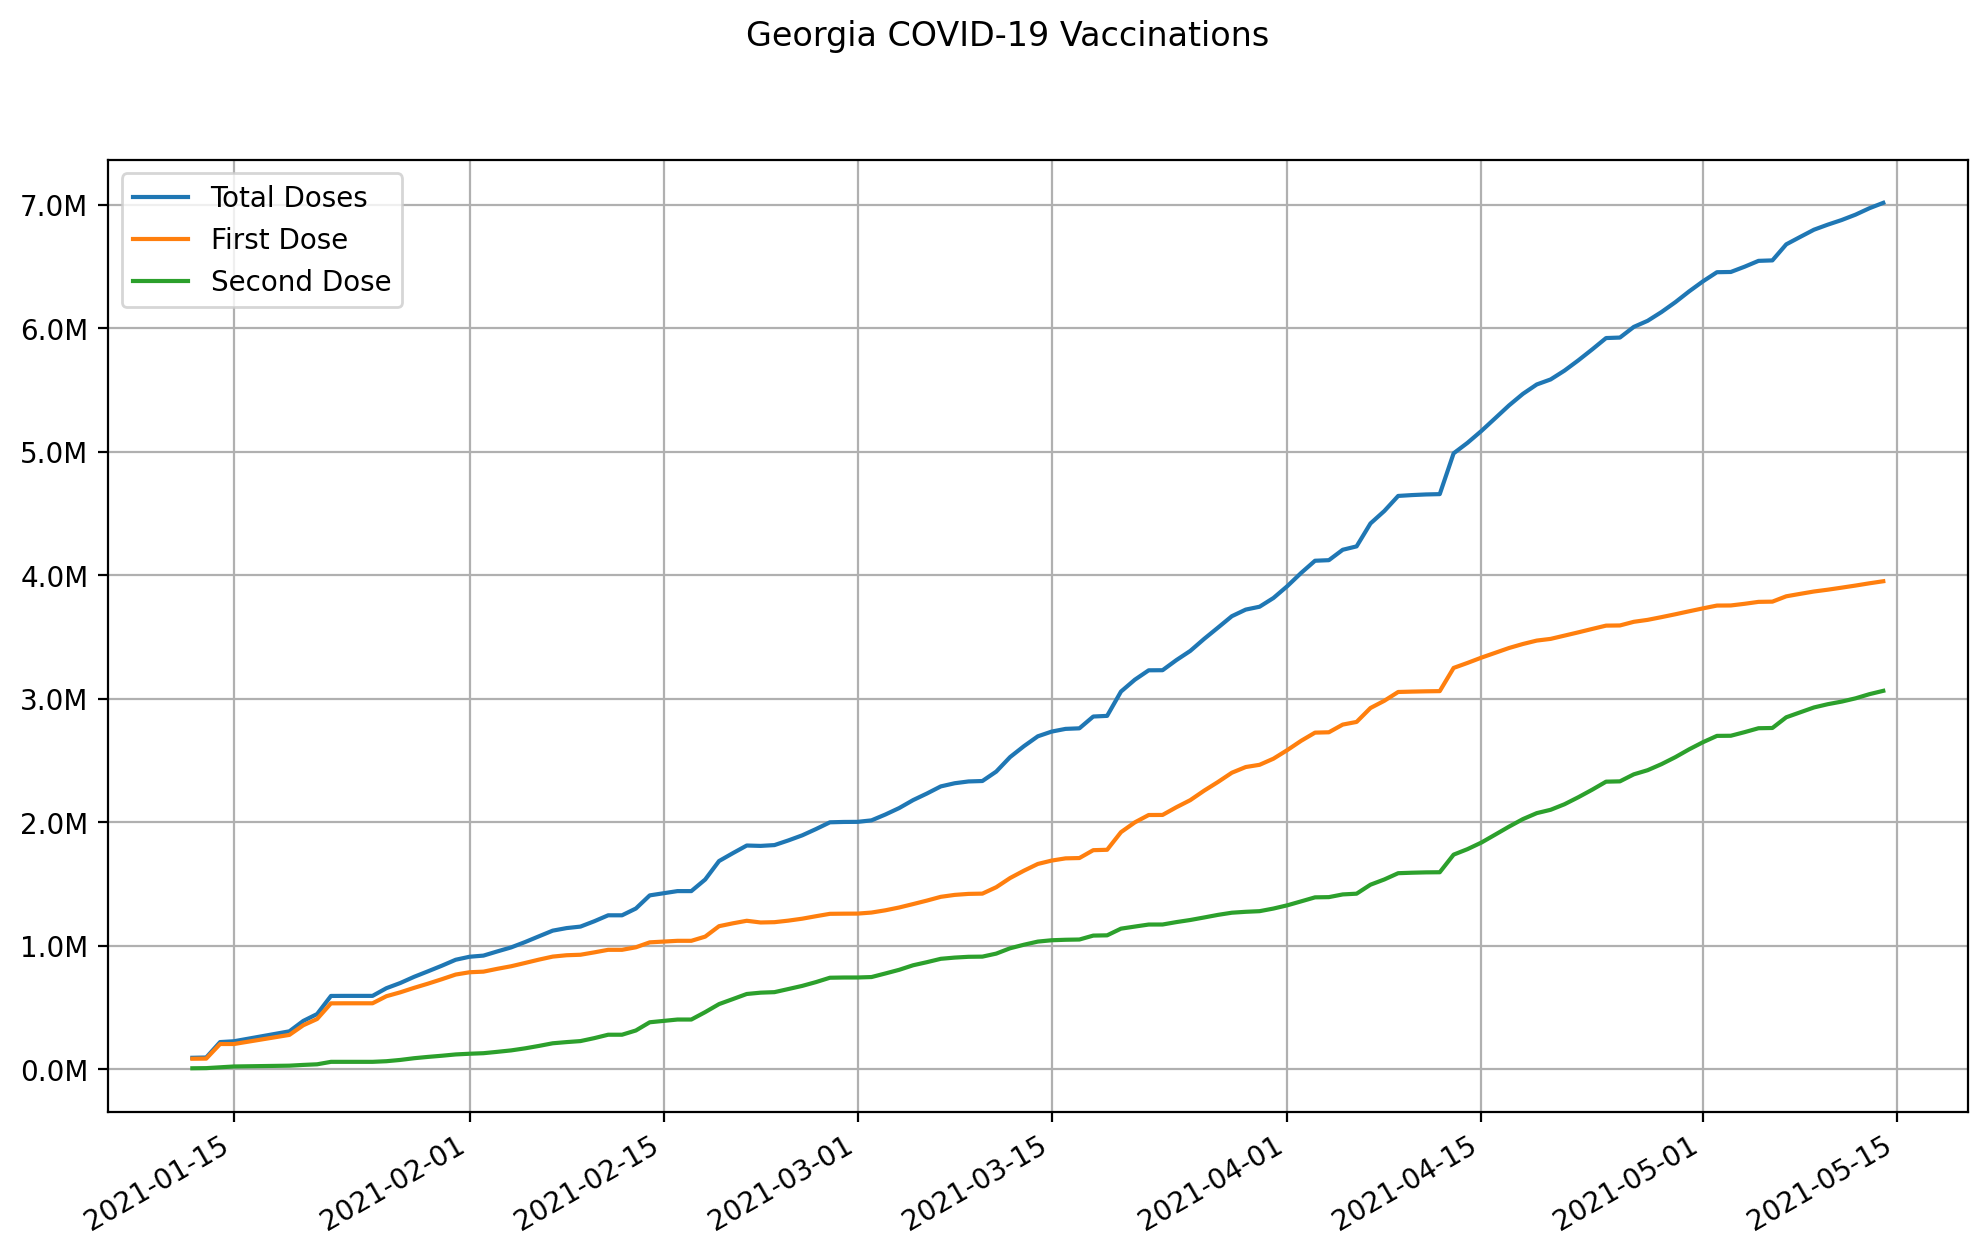 Georgia COVID-19 Vaccinations
Total Doses
First Dose
Second Dose
7.0M
6.0M
5.0M
4.0M
3.0M
2.0M
1.0M
0.0M
2021-01-15
2021-02-01
2021-02-15
2021-03-01
2021-03-15
2021-04-01
2021-04-15
2021-05-01
2021-05-15